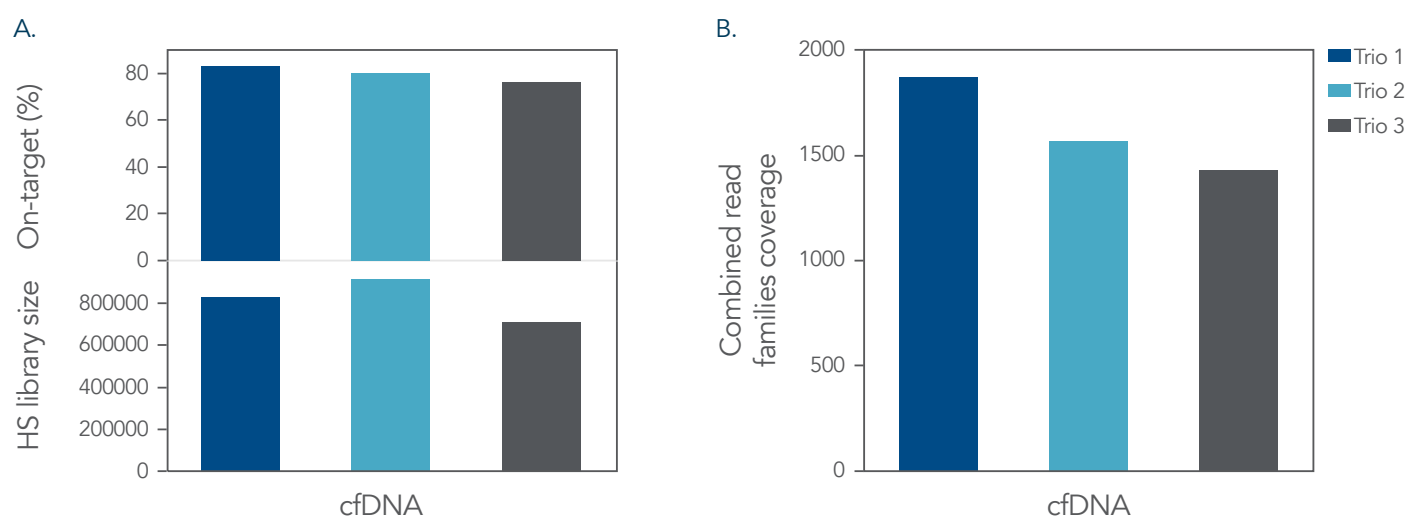 A.
On-target (%)
80
60
40
20
0
HS library size
800000
600000
400000
200000
0
cfDNA
B.
Combined read
families coverage
2000
1500
1000
500
0
cfDNA
Trio 1
Trio 2
Trio 3